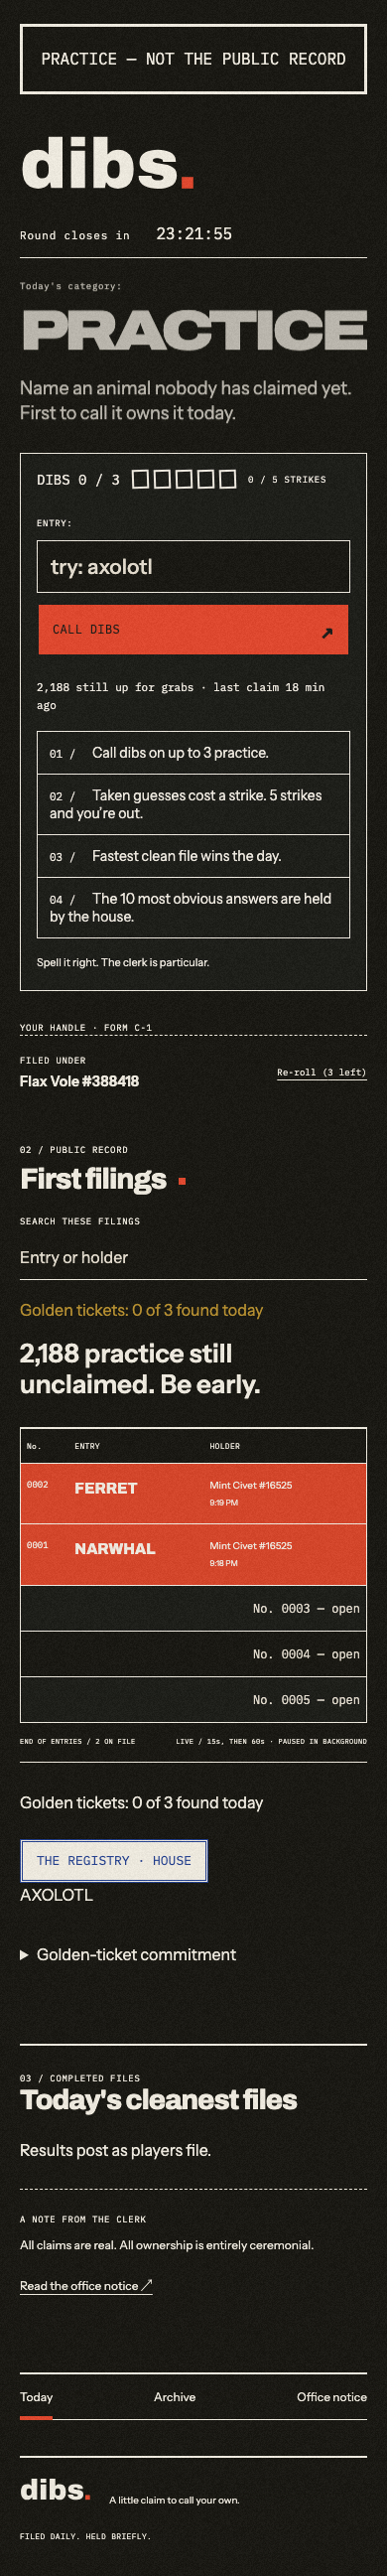 PRACTICE — NOT THE PUBLIC RECORD
dibs.
Round closes in 23:21:55
Today's category:
PRACTICE
Name an animal nobody has claimed yet.
First to call it owns it today.
DIBS 0 / 3 0 / 5 STRIKES
ENTRY:
try: axolotl
CALL DIBS ↗
2,188 still up for grabs · last claim 18 min
ago
01 / Call dibs on up to 3 practice.
02 / Taken guesses cost a strike. 5 strikes
and you're out.
03 / Fastest clean file wins the day.
04 / The 10 most obvious answers are held
by the house.
Spell it right. The clerk is particular.
YOUR HANDLE · FORM C-1
FILED UNDER
Flax Vole #388418
Re-roll (3 left)
02 / PUBLIC RECORD
First filings
SEARCH THESE FILINGS
Entry or holder
Golden tickets: 0 of 3 found today
2,188 practice still
unclaimed. Be early.
No. ENTRY HOLDER
0002 FERRET Mint Civet #16525
9:19 PM
0001 NARWHAL Mint Civet #16525
9:18 PM
No. 0003 — open
No. 0004 — open
No. 0005 — open
END OF ENTRIES / 2 ON FILE LIVE / 15s, THEN 60s · PAUSED IN BACKGROUND
Golden tickets: 0 of 3 found today
THE REGISTRY · HOUSE
AXOLOTL
▶ Golden-ticket commitment
03 / COMPLETED FILES
Today's cleanest files
Results post as players file.
A NOTE FROM THE CLERK
All claims are real. All ownership is entirely ceremonial.
Read the office notice ↗
Today Archive Office notice
dibs. A little claim to call your own.
FILED DAILY. HELD BRIEFLY.